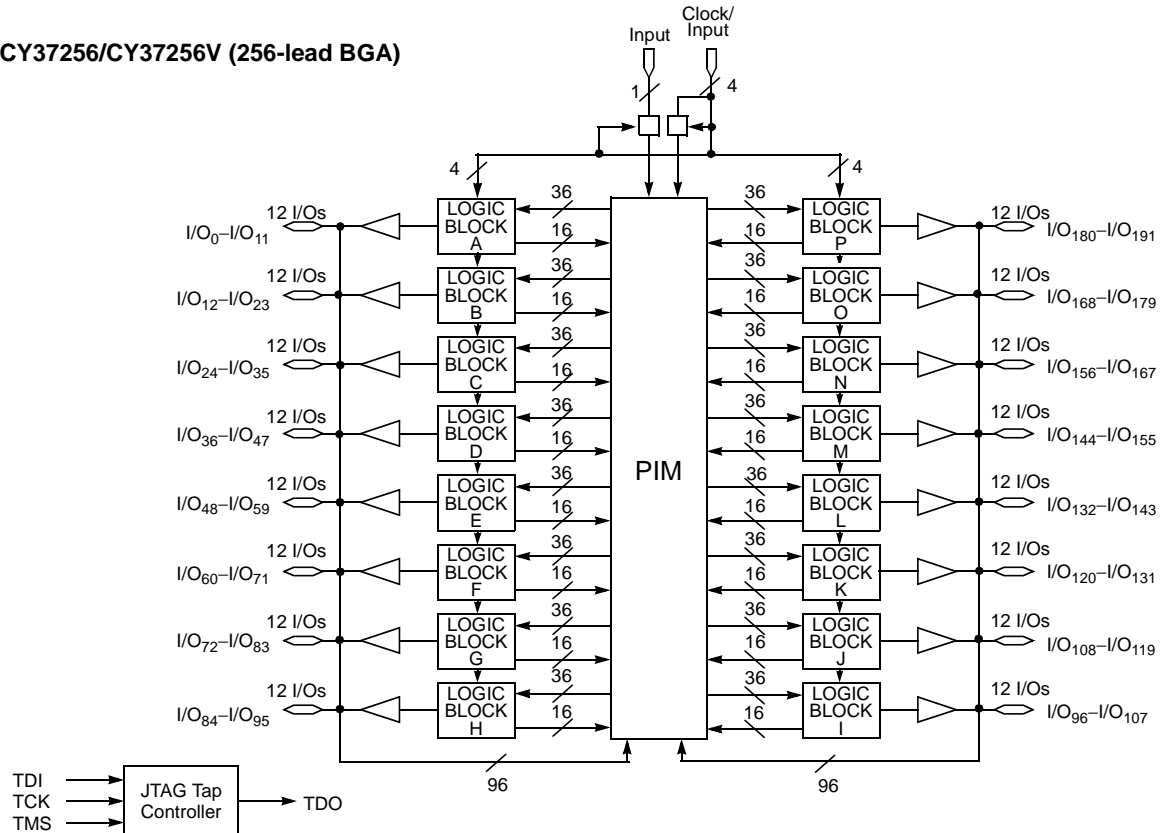 Clock/
Input
Input
CY37256/CY37256V (256-lead BGA)
1
4
4
4
12 I/Os
I/O0–I/O11
LOGIC
BLOCK
A
36
16
36
16
LOGIC
BLOCK
P
12 I/Os
I/O180–I/O191
12 I/Os
I/O12–I/O23
LOGIC
BLOCK
B
36
16
36
16
LOGIC
BLOCK
O
12 I/Os
I/O168–I/O179
12 I/Os
I/O24–I/O35
LOGIC
BLOCK
C
36
16
36
16
LOGIC
BLOCK
N
12 I/Os
I/O156–I/O167
12 I/Os
I/O36–I/O47
LOGIC
BLOCK
D
36
16
PIM
36
16
LOGIC
BLOCK
M
12 I/Os
I/O144–I/O155
12 I/Os
I/O48–I/O59
LOGIC
BLOCK
E
36
16
36
16
LOGIC
BLOCK
L
12 I/Os
I/O132–I/O143
12 I/Os
I/O60–I/O71
LOGIC
BLOCK
F
36
16
36
16
LOGIC
BLOCK
K
12 I/Os
I/O120–I/O131
12 I/Os
I/O72–I/O83
LOGIC
BLOCK
G
36
16
36
16
LOGIC
BLOCK
J
12 I/Os
I/O108–I/O119
12 I/Os
I/O84–I/O95
LOGIC
BLOCK
H
36
16
36
16
LOGIC
BLOCK
I
12 I/Os
I/O96–I/O107
96
96
TDI
TCK
TMS
JTAG Tap
Controller
TDO